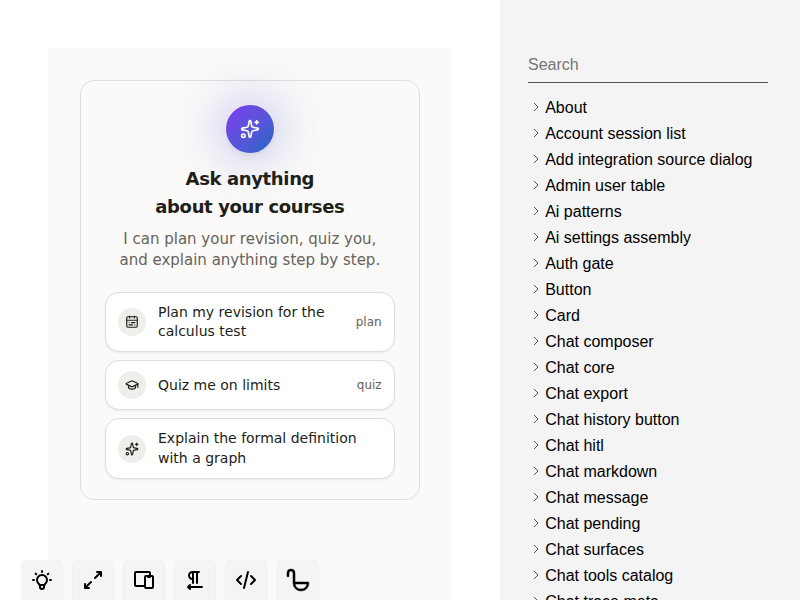 Ask anything
about your courses
I can plan your revision, quiz you,
and explain anything step by step.
Plan my revision for the
calculus test
plan
Quiz me on limits
quiz
Explain the formal definition
with a graph
Search
About
Account session list
Add integration source dialog
Admin user table
Ai patterns
Ai settings assembly
Auth gate
Button
Card
Chat composer
Chat core
Chat export
Chat history button
Chat hitl
Chat markdown
Chat message
Chat pending
Chat surfaces
Chat tools catalog